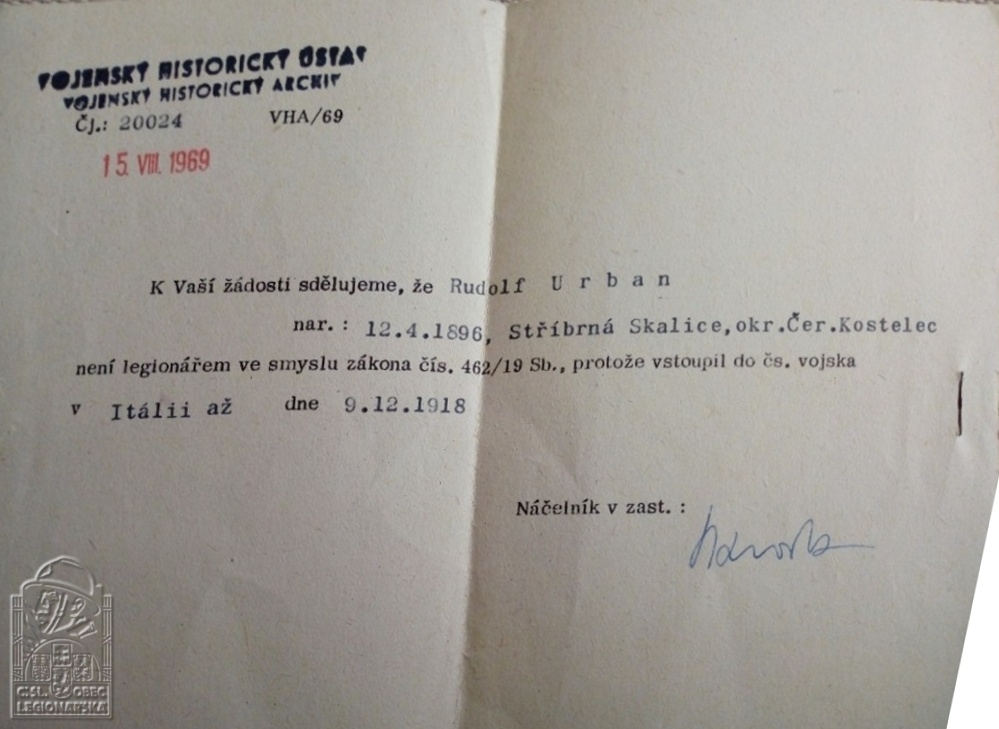 VOJENSKÝ HISTORICKÝ ÚSTAV
VOJENSKÝ HISTORICKÝ ARCHIV
Čj.: 20024 VHA/69
15. VIII. 1969
K Vaší žádosti sdělujeme, že Rudolf U r b a n
nar. : 12.4.1896, Stříbrná Skalice,okr.Čer.Kostelec
není legionářem ve smyslu zákona čís. 462/19 Sb., protože vstoupil do čs. vojska
v Itálii až dne 9.12.1918
Náčelník v zast. :
ČSL. OBEC
LEGIONÁŘSKÁ